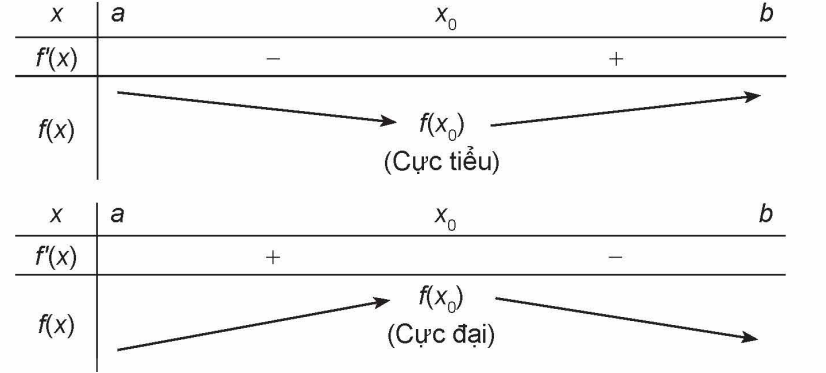 x a x₀ b
f'(x) − +
f(x) f(x₀)
(Cực tiểu)
x a x₀ b
f'(x) + −
f(x) f(x₀)
(Cực đại)